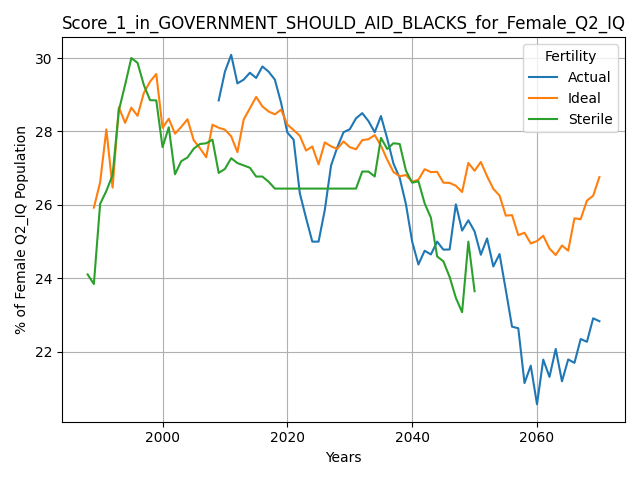 Score_1_in_GOVERNMENT_SHOULD_AID_BLACKS_for_Female_Q2_IQ
Fertility
Actual
Ideal
Sterile
% of Female Q2_IQ Population
30
28
26
24
22
2000
2020
2040
2060
Years